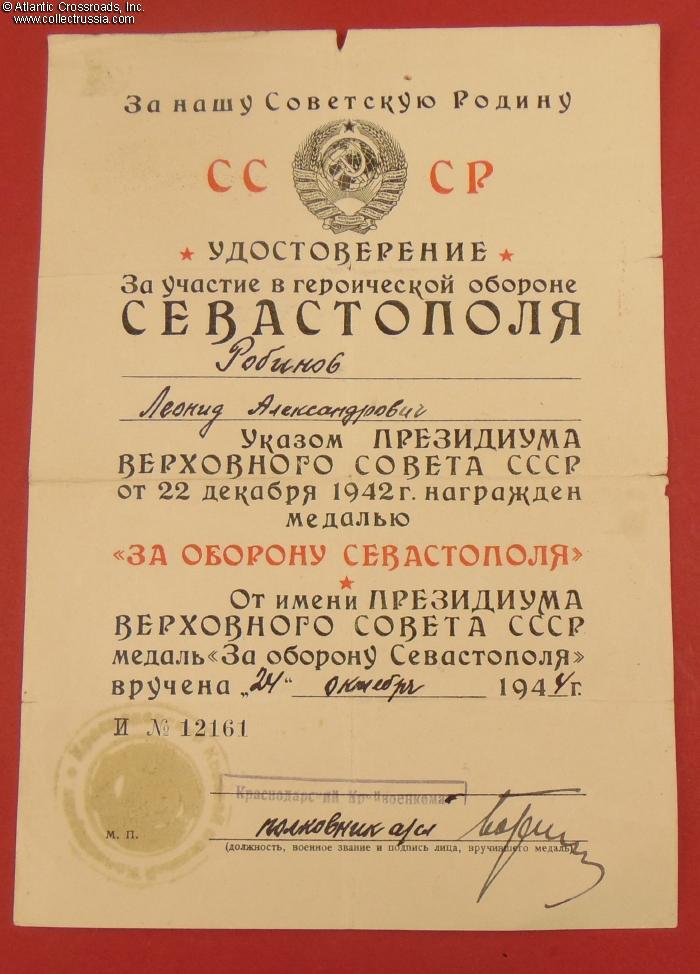 © Atlantic Crossroads, Inc.
www.collectrussia.com
За нашу Советскую Родину
СС СР
УДОСТОВЕРЕНИЕ
За участие в героической обороне
СЕВАСТОПОЛЯ
Робинов
Леонид Александрович
Указом ПРЕЗИДИУМА
ВЕРХОВНОГО СОВЕТА СССР
от 22 декабря 1942 г. награжден
медалью
«ЗА ОБОРОНУ СЕВАСТОПОЛЯ»
От имени ПРЕЗИДИУМА
ВЕРХОВНОГО СОВЕТА СССР
медаль «За оборону Севастополя»
вручена „24“ октября 1944 г.
И № 12161
Краснодарский Крайвоенкомат
полковник
м. п.
(должность, военное звание и подпись лица, вручившего медаль)